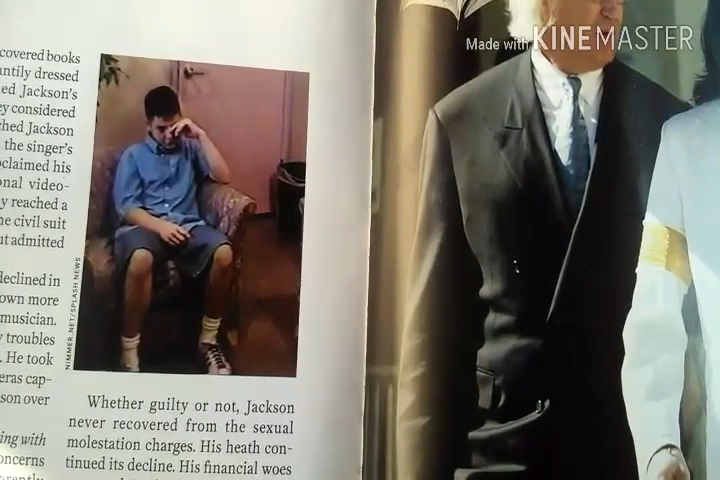 covered books
antily dressed
ed Jackson's
ey considered
ched Jackson
the singer's
oclaimed his
onal video-
y reached a
ne civil suit
ut admitted
declined in
own more
musician.
y troubles
. He took
eras cap-
son over
ing with
oncerns
NIMMER.NET/SPLASH NEWS
Whether guilty or not, Jackson
never recovered from the sexual
molestation charges. His heath con-
tinued its decline. His financial woes
Made with KINEMASTER